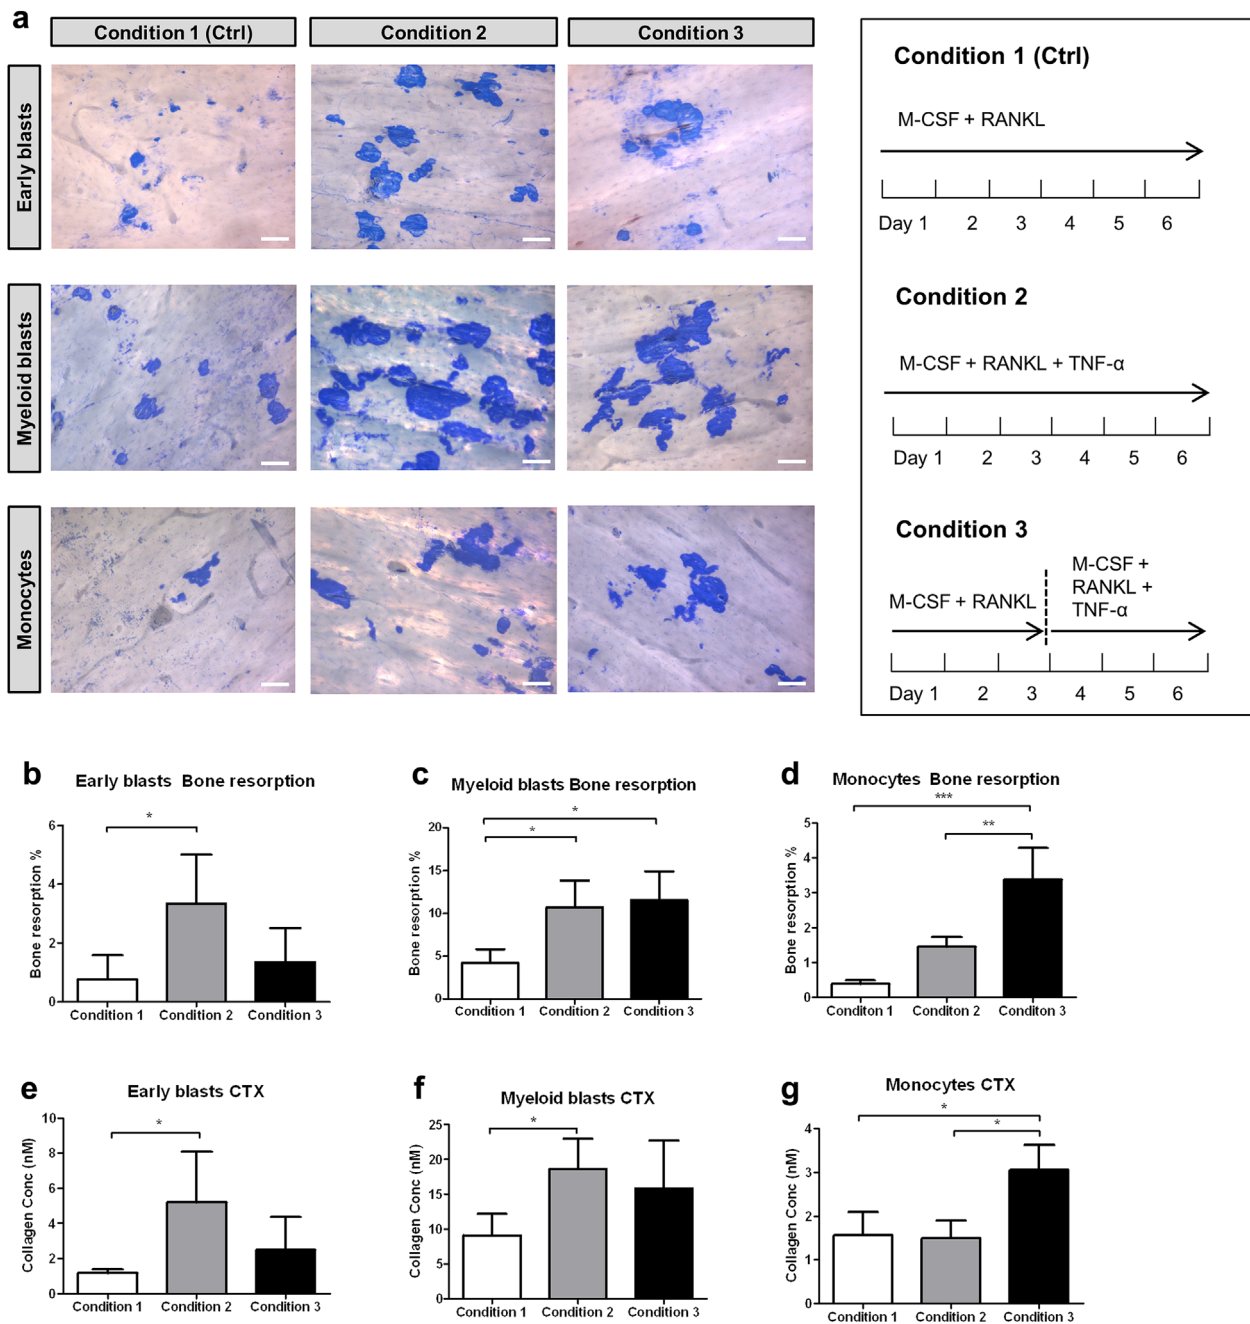 a
Condition 1 (Ctrl)
Condition 2
Condition 3
Early blasts
Myeloid blasts
Monocytes
Condition 1 (Ctrl)
M-CSF + RANKL
Day 1 2 3 4 5 6
Condition 2
M-CSF + RANKL + TNF-α
Day 1 2 3 4 5 6
Condition 3
M-CSF + RANKL
M-CSF +
RANKL +
TNF-α
Day 1 2 3 4 5 6
b
Early blasts Bone resorption
Bone resorption %
6
4
2
0
*
Condition 1 Condition 2 Condition 3
c
Myeloid blasts Bone resorption
Bone resorption %
20
15
10
5
0
*
*
Condition 1 Condition 2 Condition 3
d
Monocytes Bone resorption
Bone resorption %
5
4
3
2
1
0
***
**
Conditon 1 Conditon 2 Conditon 3
e
Early blasts CTX
Collagen Conc (nM)
10
8
6
4
2
0
*
Condition 1 Condition 2 Condition 3
f
Myeloid blasts CTX
Collagen Conc (nM)
25
20
15
10
5
0
*
Condition 1 Condition 2 Condition 3
g
Monocytes CTX
Collagen Conc (nM)
4
3
2
1
0
*
*
Condition 1 Condition 2 Condition 3